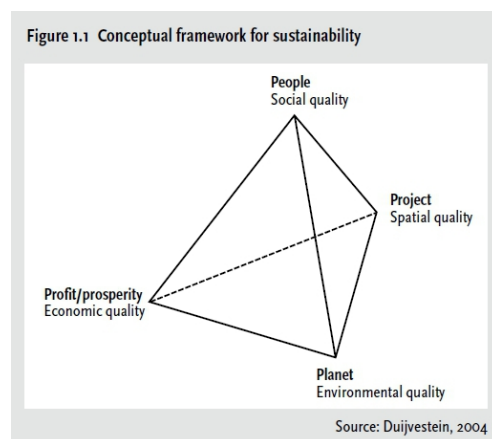 Figure 1.1 Conceptual framework for sustainability
People
Social quality
Project
Spatial quality
Profit/prosperity
Economic quality
Planet
Environmental quality
Source: Duijvestein, 2004